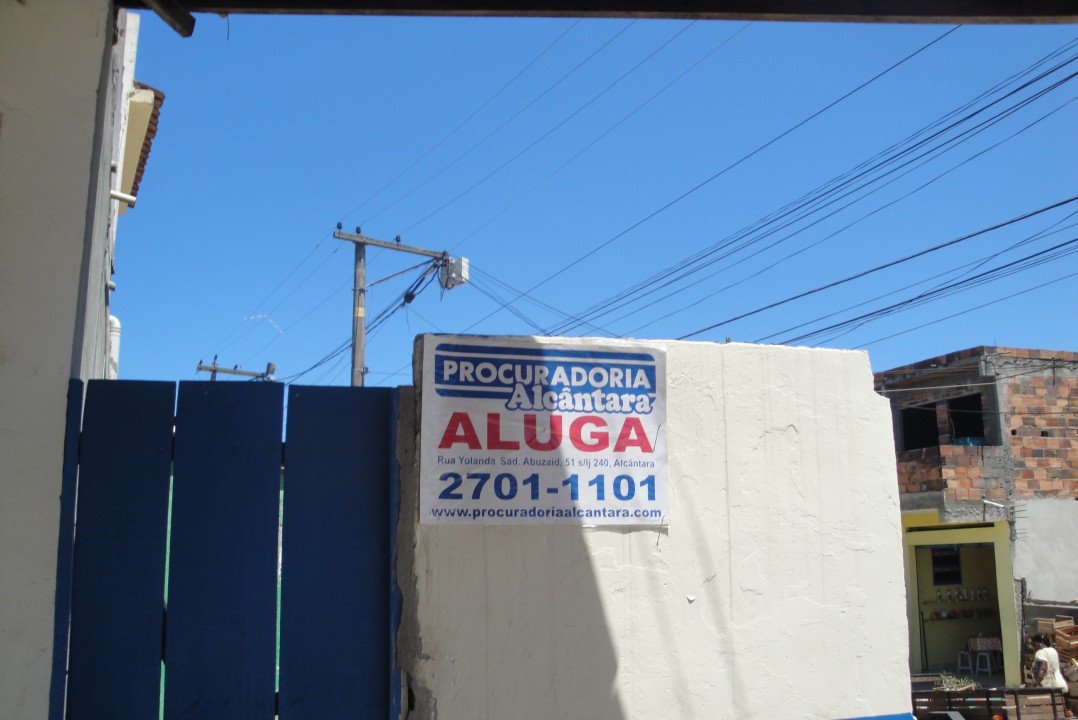 PROCURADORIA
Alcântara
ALUGA
Rua Yolanda Sad. Abuzaid, 51 s/lj 240, Alcântara
2701-1101
www.procuradoriaalcantara.com